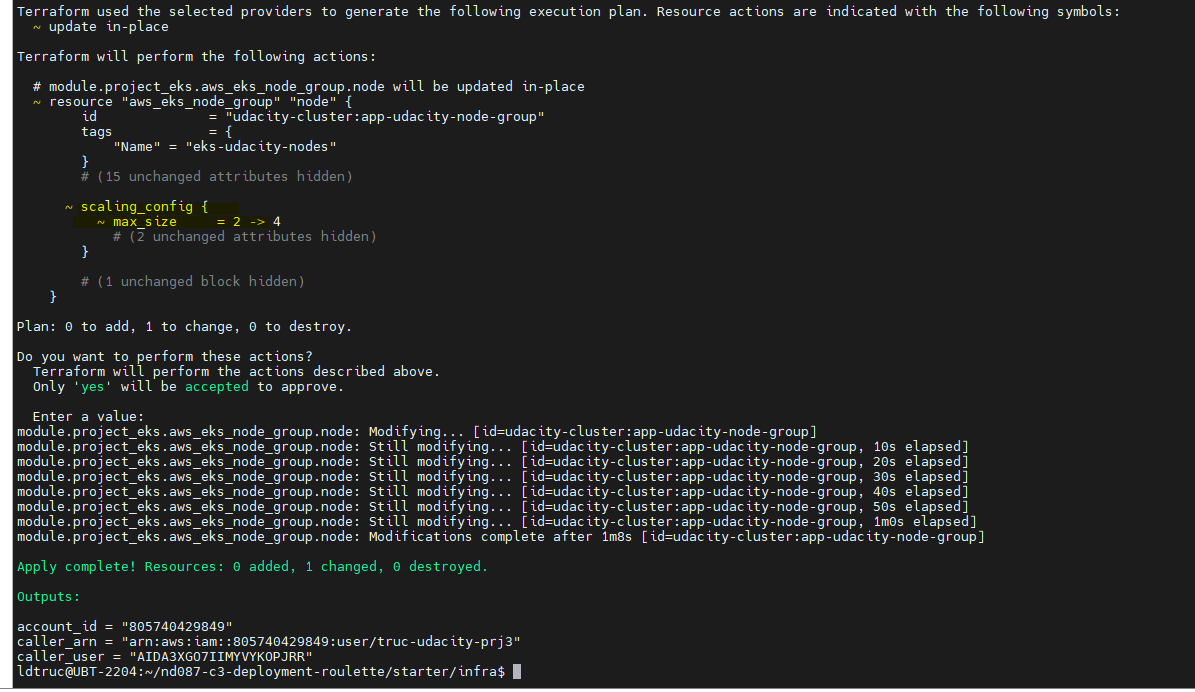 Terraform used the selected providers to generate the following execution plan. Resource actions are indicated with the following symbols:
  ~ update in-place

Terraform will perform the following actions:

  # module.project_eks.aws_eks_node_group.node will be updated in-place
  ~ resource "aws_eks_node_group" "node" {
        id              = "udacity-cluster:app-udacity-node-group"
        tags            = {
            "Name" = "eks-udacity-nodes"
        }
        # (15 unchanged attributes hidden)

      ~ scaling_config {
          ~ max_size     = 2 -> 4
            # (2 unchanged attributes hidden)
        }

        # (1 unchanged block hidden)
    }

Plan: 0 to add, 1 to change, 0 to destroy.

Do you want to perform these actions?
  Terraform will perform the actions described above.
  Only 'yes' will be accepted to approve.

  Enter a value:
module.project_eks.aws_eks_node_group.node: Modifying... [id=udacity-cluster:app-udacity-node-group]
module.project_eks.aws_eks_node_group.node: Still modifying... [id=udacity-cluster:app-udacity-node-group, 10s elapsed]
module.project_eks.aws_eks_node_group.node: Still modifying... [id=udacity-cluster:app-udacity-node-group, 20s elapsed]
module.project_eks.aws_eks_node_group.node: Still modifying... [id=udacity-cluster:app-udacity-node-group, 30s elapsed]
module.project_eks.aws_eks_node_group.node: Still modifying... [id=udacity-cluster:app-udacity-node-group, 40s elapsed]
module.project_eks.aws_eks_node_group.node: Still modifying... [id=udacity-cluster:app-udacity-node-group, 50s elapsed]
module.project_eks.aws_eks_node_group.node: Still modifying... [id=udacity-cluster:app-udacity-node-group, 1m0s elapsed]
module.project_eks.aws_eks_node_group.node: Modifications complete after 1m8s [id=udacity-cluster:app-udacity-node-group]

Apply complete! Resources: 0 added, 1 changed, 0 destroyed.

Outputs:

account_id = "805740429849"
caller_arn = "arn:aws:iam::805740429849:user/truc-udacity-prj3"
caller_user = "AIDA3XGO7IIMYVYKOPJRR"
ldtruc@UBT-2204:~/nd087-c3-deployment-roulette/starter/infra$